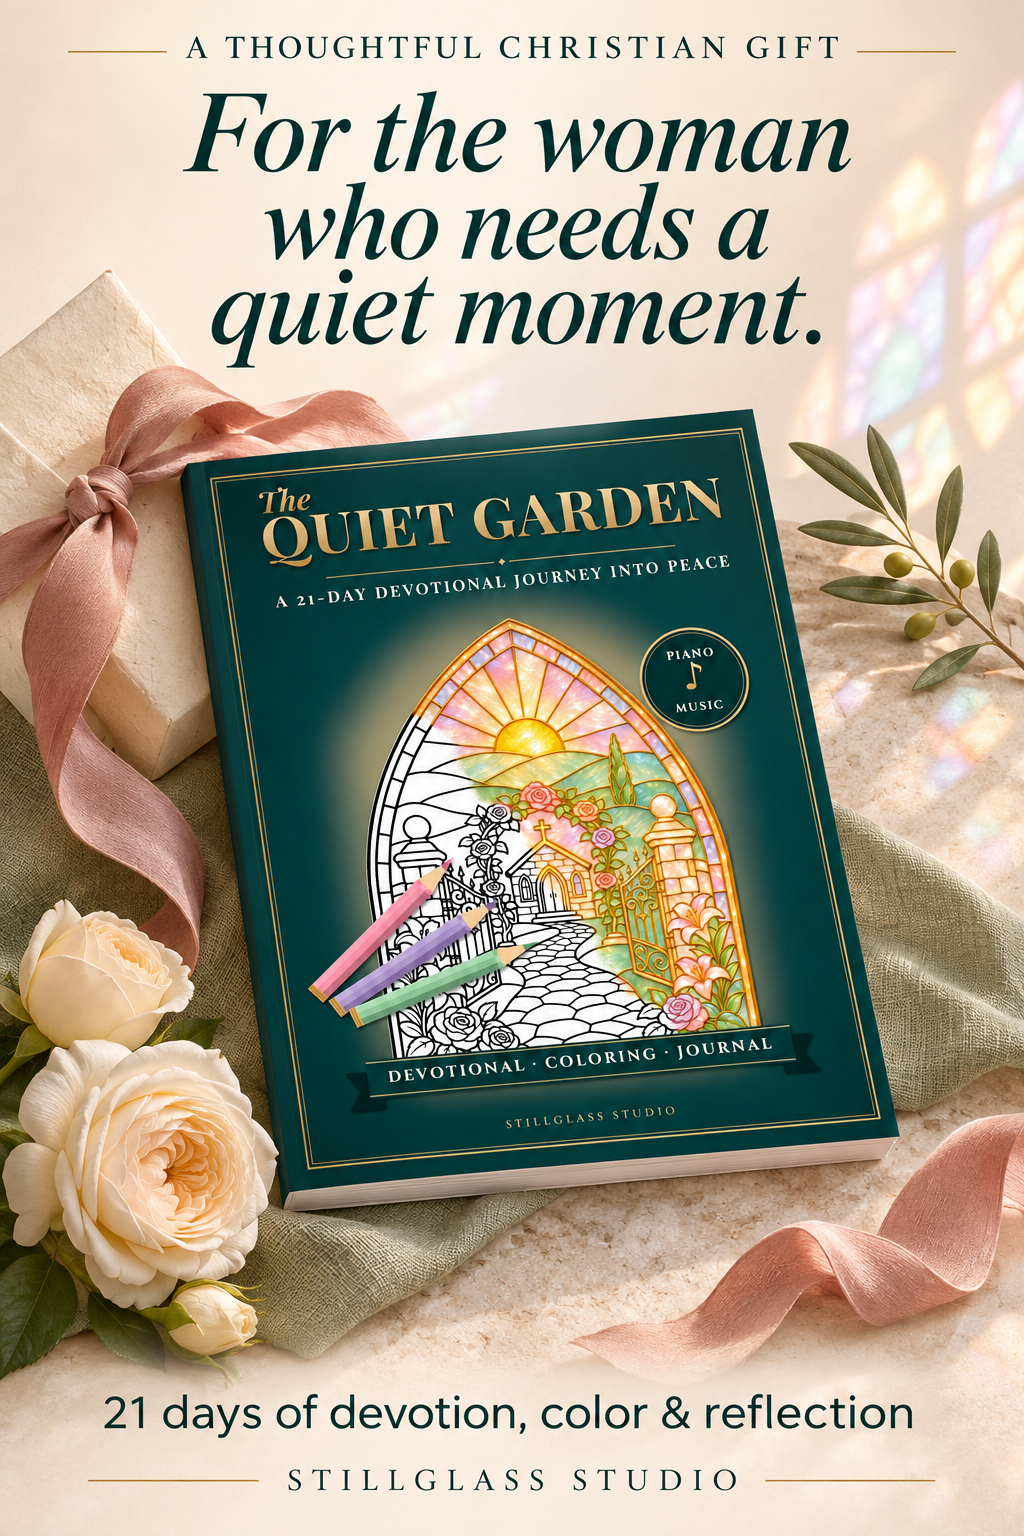 A THOUGHTFUL CHRISTIAN GIFT
For the woman
who needs a
quiet moment.
The
QUIET GARDEN
A 21-DAY DEVOTIONAL JOURNEY INTO PEACE
PIANO
MUSIC
DEVOTIONAL · COLORING · JOURNAL
STILLGLASS STUDIO
21 days of devotion, color & reflection
STILLGLASS STUDIO